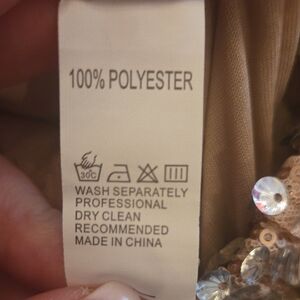 100% POLYESTER
30°C
WASH SEPARATELY
PROFESSIONAL
DRY CLEAN
RECOMMENDED
MADE IN CHINA